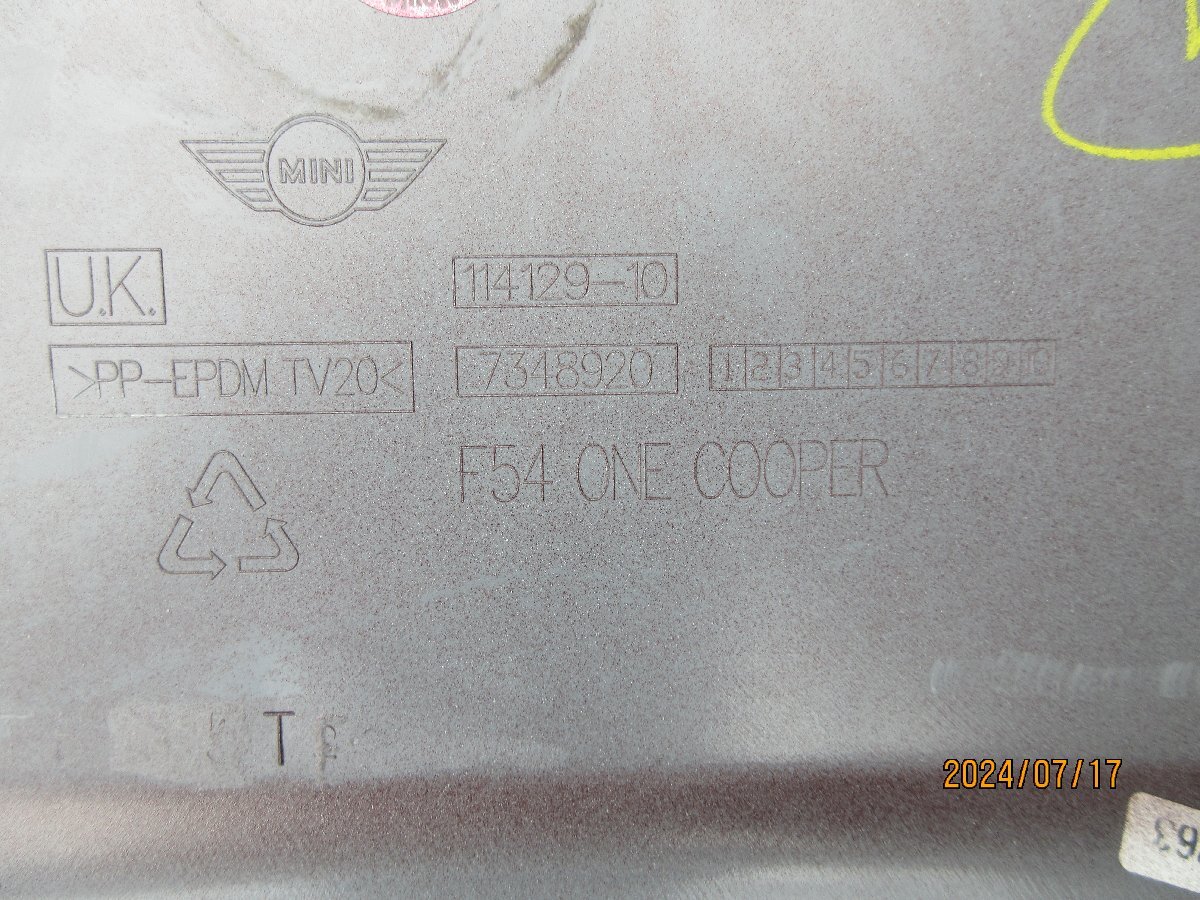 MINI
U.K.
114129-10
>PP-EPDM TV20<
7348920
1 2 3 4 5 6 7 8 9 10
F54 ONE COOPER
T
2024/07/17
63